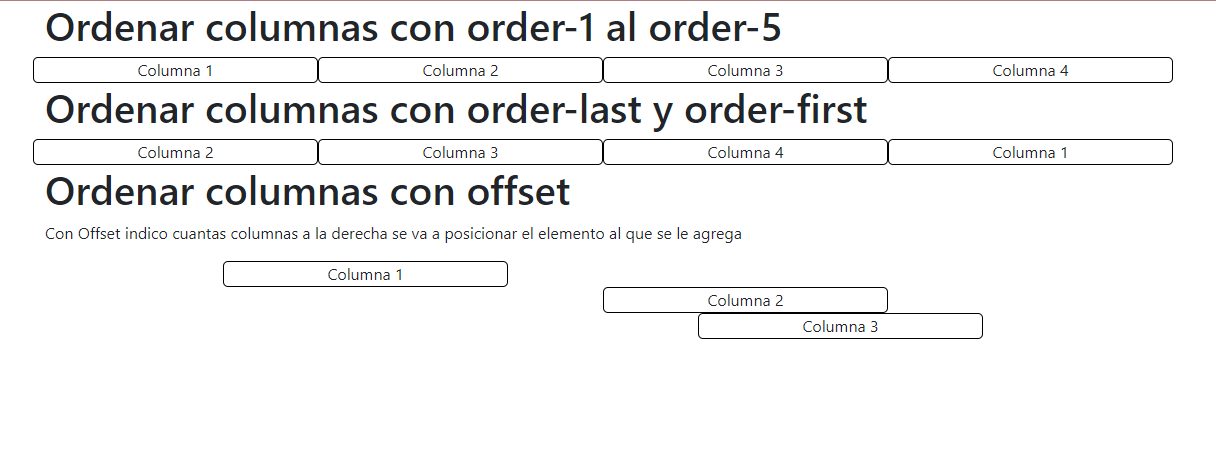 Ordenar columnas con order-1 al order-5
Columna 1 Columna 2 Columna 3 Columna 4
Ordenar columnas con order-last y order-first
Columna 2 Columna 3 Columna 4 Columna 1
Ordenar columnas con offset
Con Offset indico cuantas columnas a la derecha se va a posicionar el elemento al que se le agrega
Columna 1
Columna 2
Columna 3